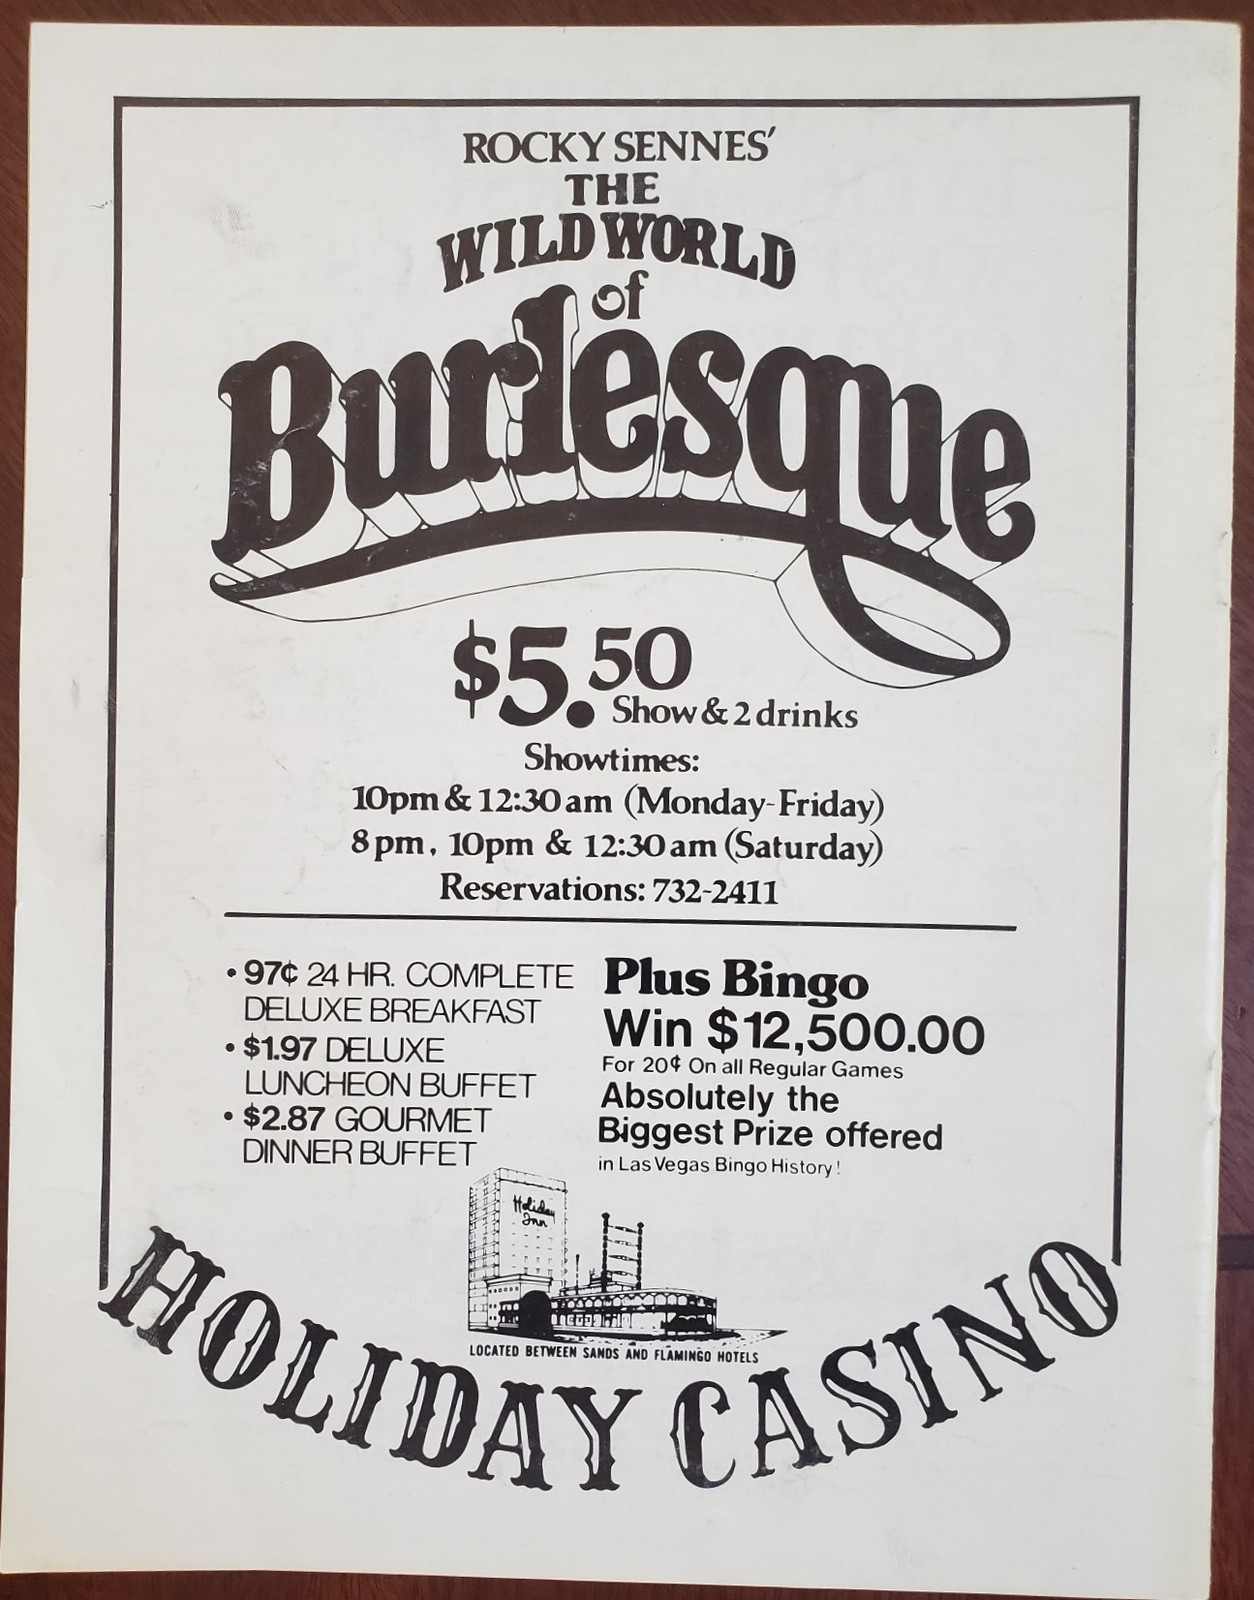 ROCKY SENNES'
THE
WILD WORLD
of
Burlesque
$5.50
Show & 2 drinks
Showtimes:
10pm & 12:30 am (Monday-Friday)
8 pm, 10pm & 12:30 am (Saturday)
Reservations: 732-2411
• 97¢ 24 HR. COMPLETE
DELUXE BREAKFAST
• $1.97 DELUXE
LUNCHEON BUFFET
• $2.87 GOURMET
DINNER BUFFET
Plus Bingo
Win $12,500.00
For 20¢ On all Regular Games
Absolutely the
Biggest Prize offered
in Las Vegas Bingo History!
Holiday
Inn
LOCATED BETWEEN SANDS AND FLAMINGO HOTELS
HOLIDAY CASINO